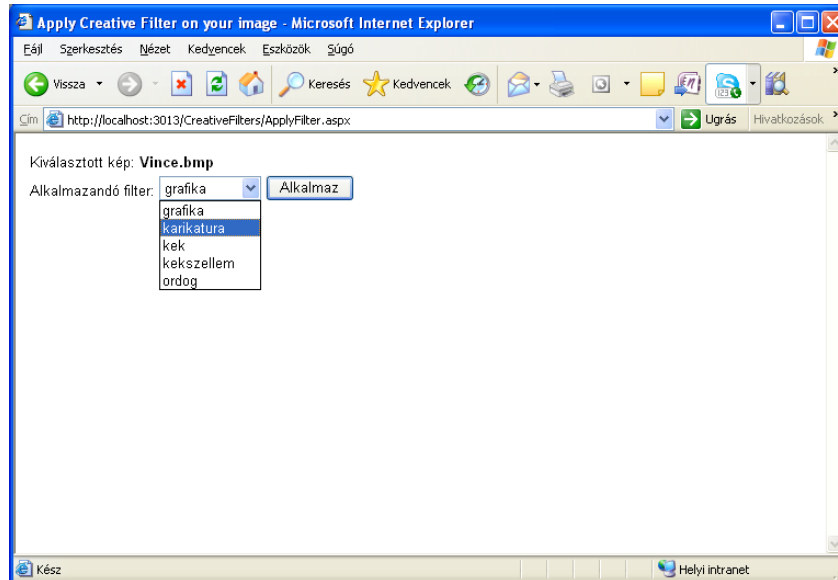 Apply Creative Filter on your image - Microsoft Internet Explorer
Fájl Szerkesztés Nézet Kedvencek Eszközök Súgó
Vissza Keresés Kedvencek
Cím http://localhost:3013/CreativeFilters/ApplyFilter.aspx Ugrás Hivatkozások
Kiválasztott kép: Vince.bmp
Alkalmazandó filter: grafika Alkalmaz
grafika
karikatura
kek
kekszellem
ordog
Kész Helyi intranet